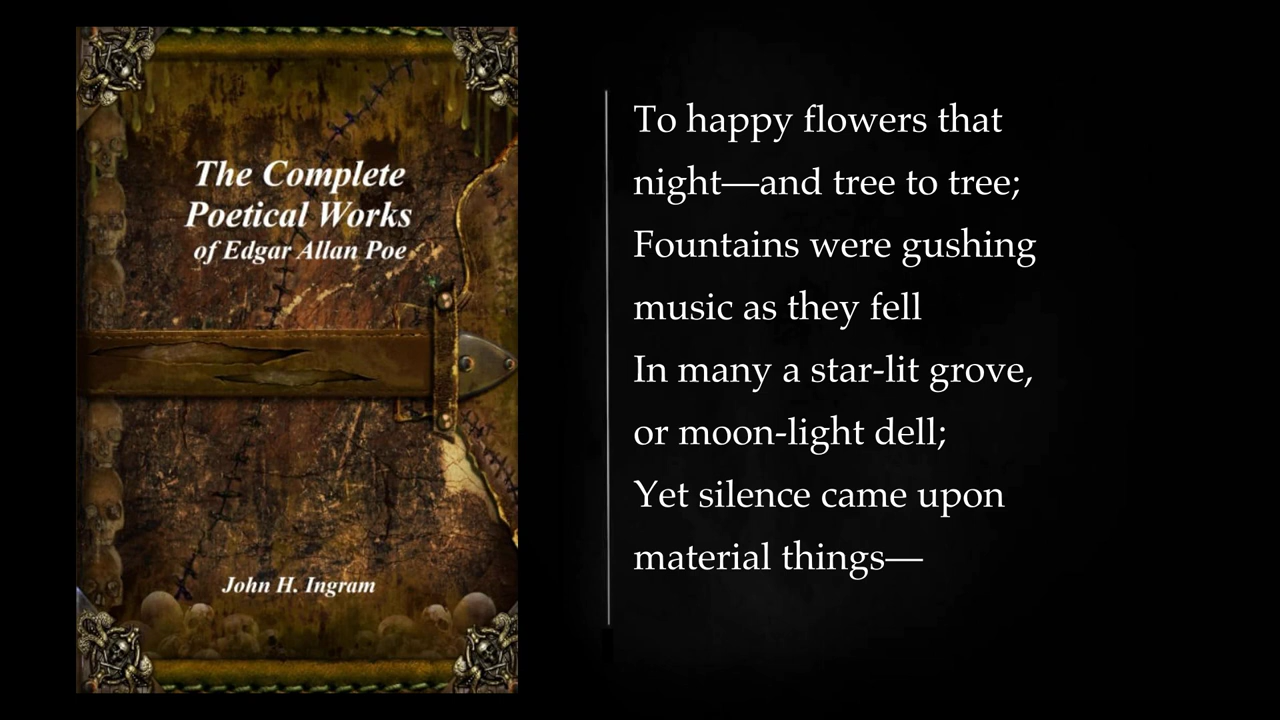 The Complete
Poetical Works
of Edgar Allan Poe
John H. Ingram
To happy flowers that
night—and tree to tree;
Fountains were gushing
music as they fell
In many a star-lit grove,
or moon-light dell;
Yet silence came upon
material things—